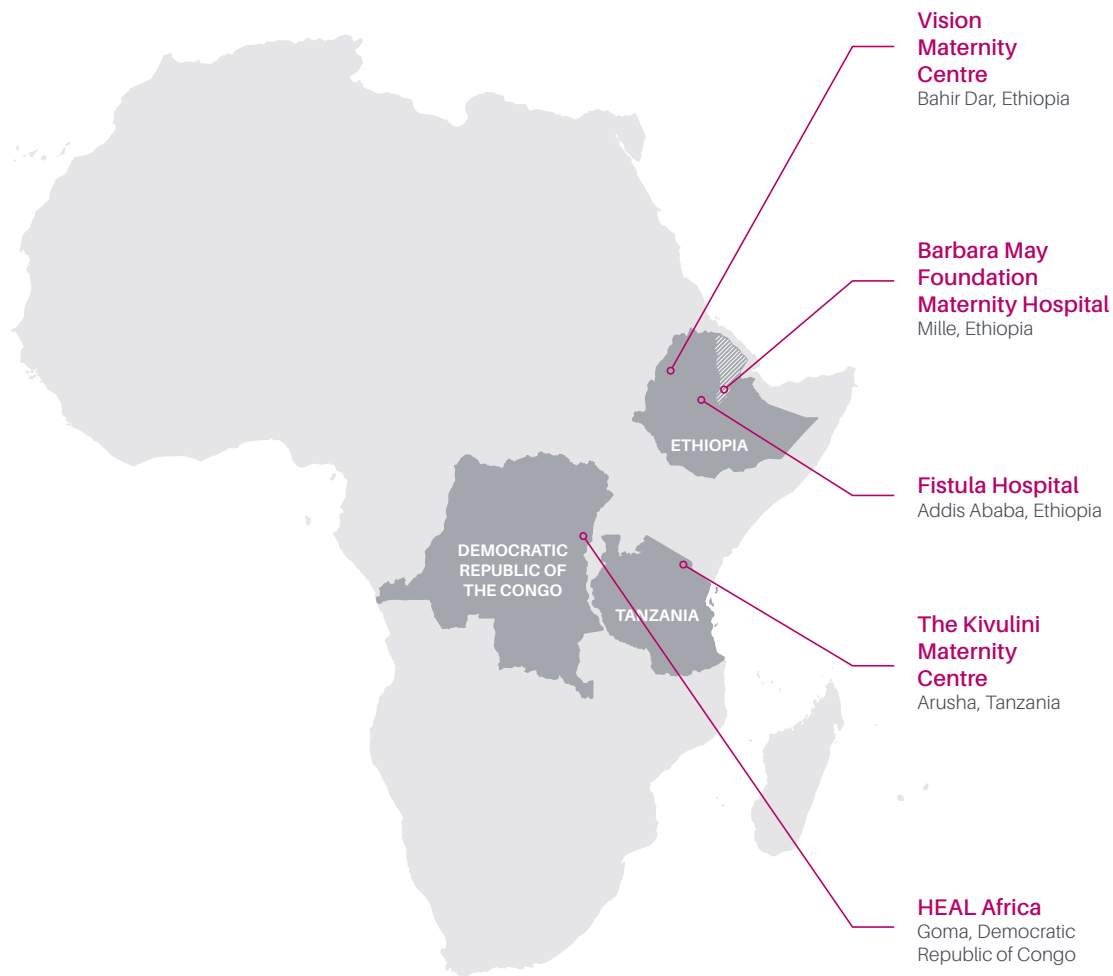 Vision
Maternity
Centre
Bahir Dar, Ethiopia
Barbara May
Foundation
Maternity Hospital
Mille, Ethiopia
ETHIOPIA
Fistula Hospital
Addis Ababa, Ethiopia
DEMOCRATIC
REPUBLIC OF
THE CONGO
TANZANIA
The Kivulini
Maternity
Centre
Arusha, Tanzania
HEAL Africa
Goma, Democratic
Republic of Congo